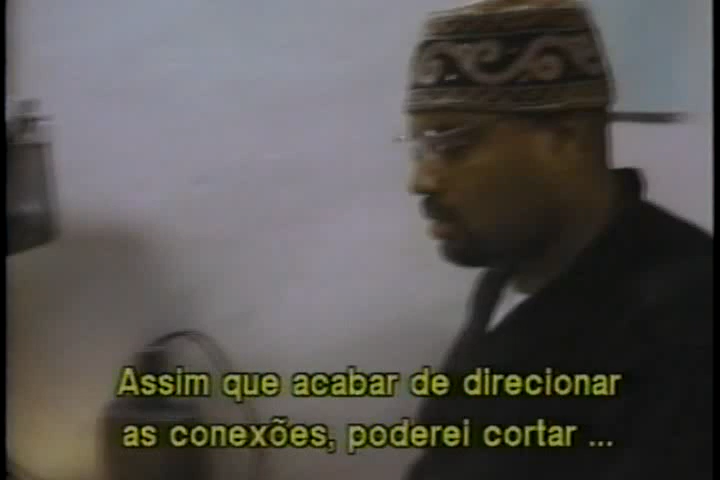 Assim que acabar de direcionar
as conexões, poderei cortar ...